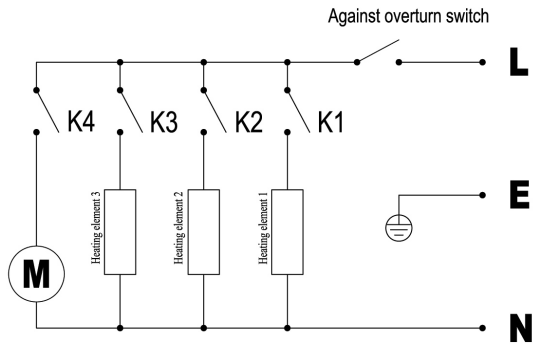 Against overturn switch
L
K4
K3
K2
K1
Heating element 3
Heating element 2
Heating element 1
E
M
N